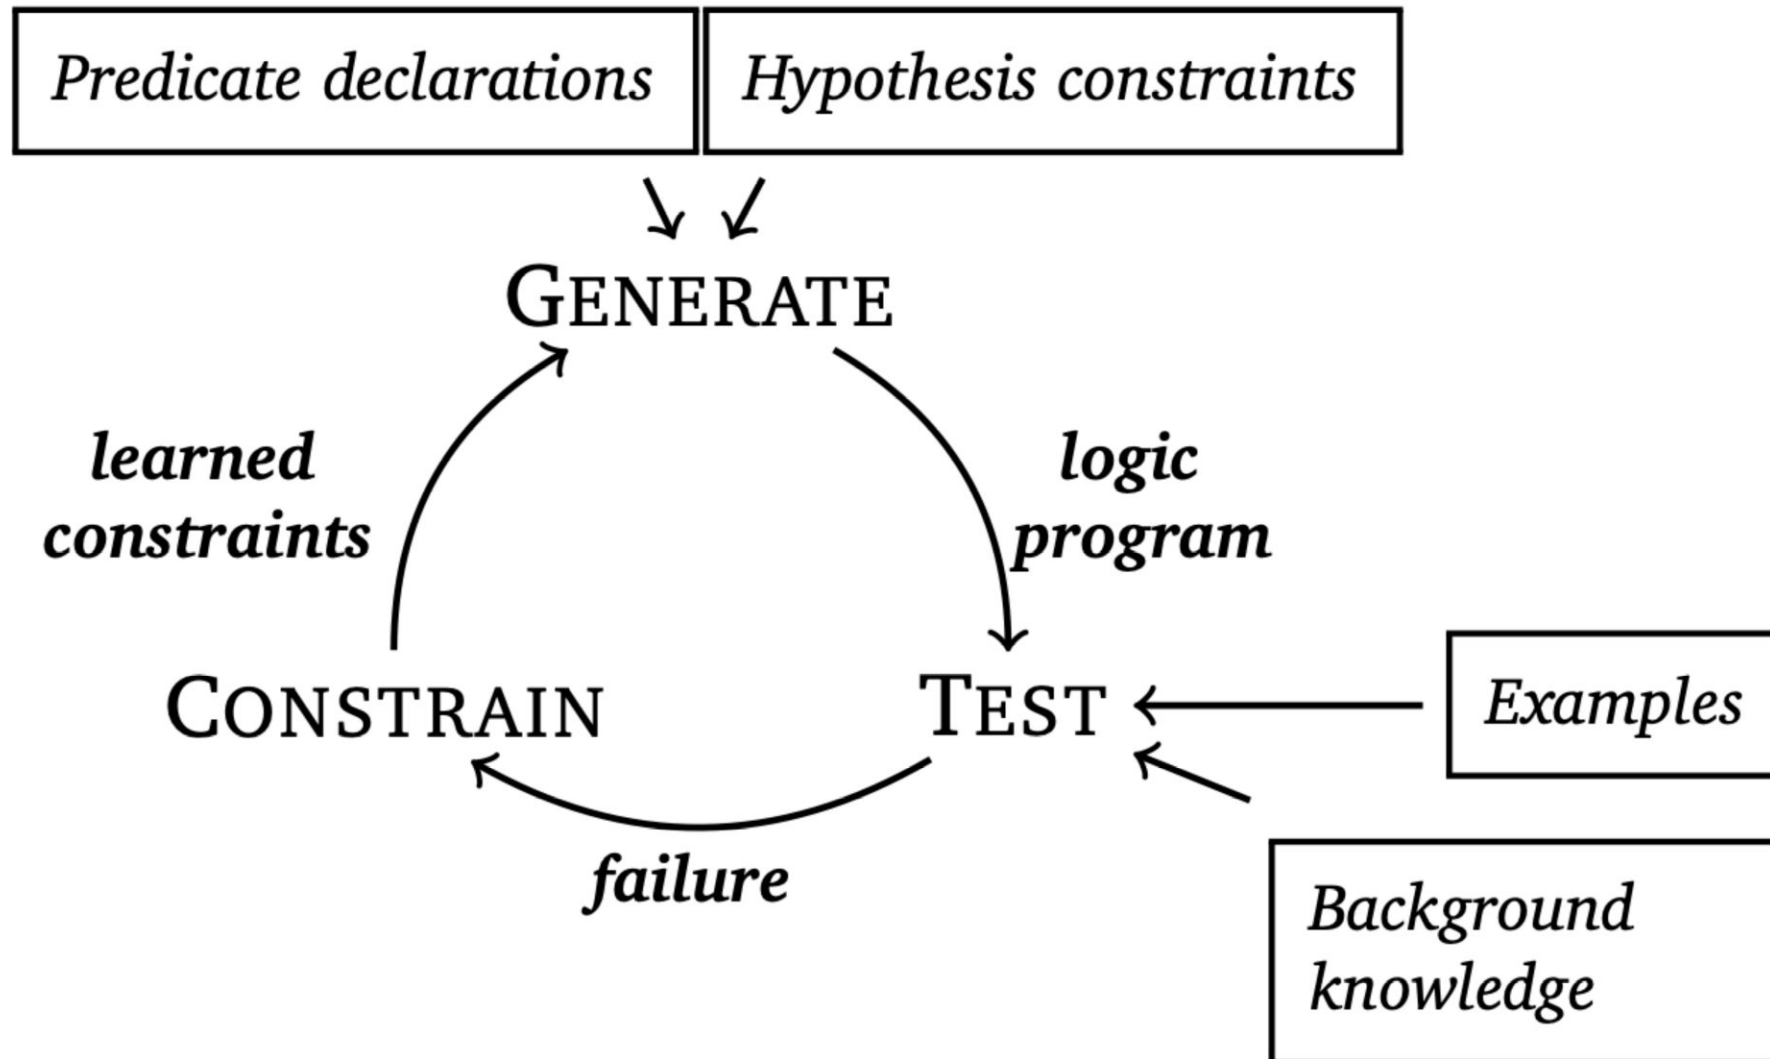 Predicate declarations
Hypothesis constraints
GENERATE
learned
constraints
logic
program
CONSTRAIN
TEST
Examples
failure
Background
knowledge